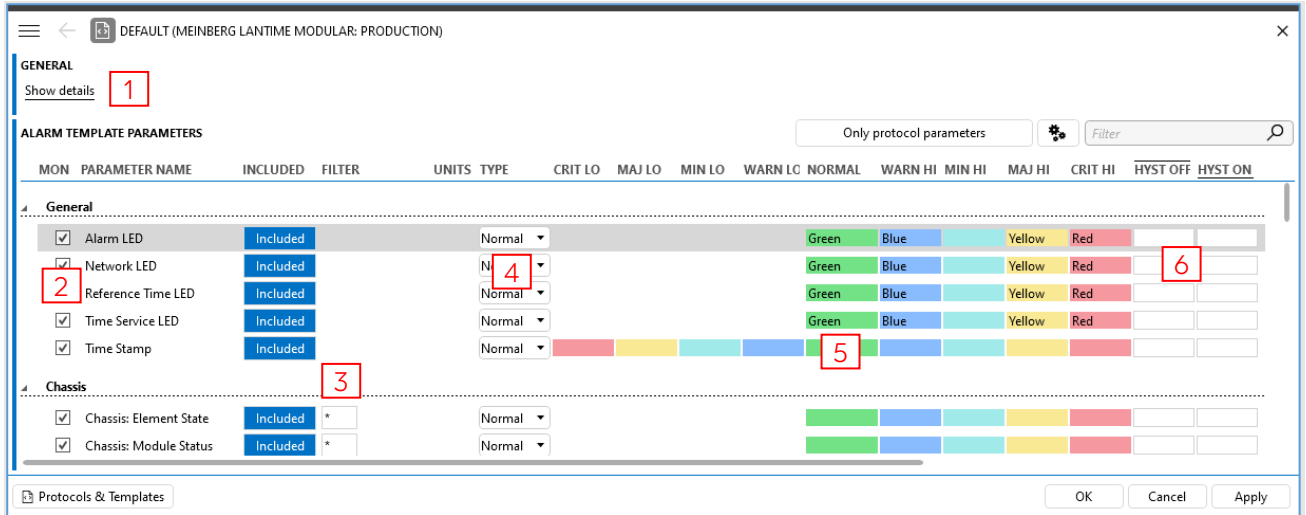 DEFAULT (MEINBERG LANTIME MODULAR: PRODUCTION)
GENERAL
Show details 1
ALARM TEMPLATE PARAMETERS Only protocol parameters Filter
MON PARAMETER NAME INCLUDED FILTER UNITS TYPE CRIT LO MAJ LO MIN LO WARN LO NORMAL WARN HI MIN HI MAJ HI CRIT HI HYST OFF HYST ON
General
Alarm LED Included Normal Green Blue Yellow Red
Network LED Included Green Blue Yellow Red
2 4 6
Reference Time LED Included Normal Green Blue Yellow Red
Time Service LED Included Normal Green Blue Yellow Red
Time Stamp Included Normal 5
3
Chassis
Chassis: Element State Included * Normal
Chassis: Module Status Included * Normal
Protocols & Templates OK Cancel Apply